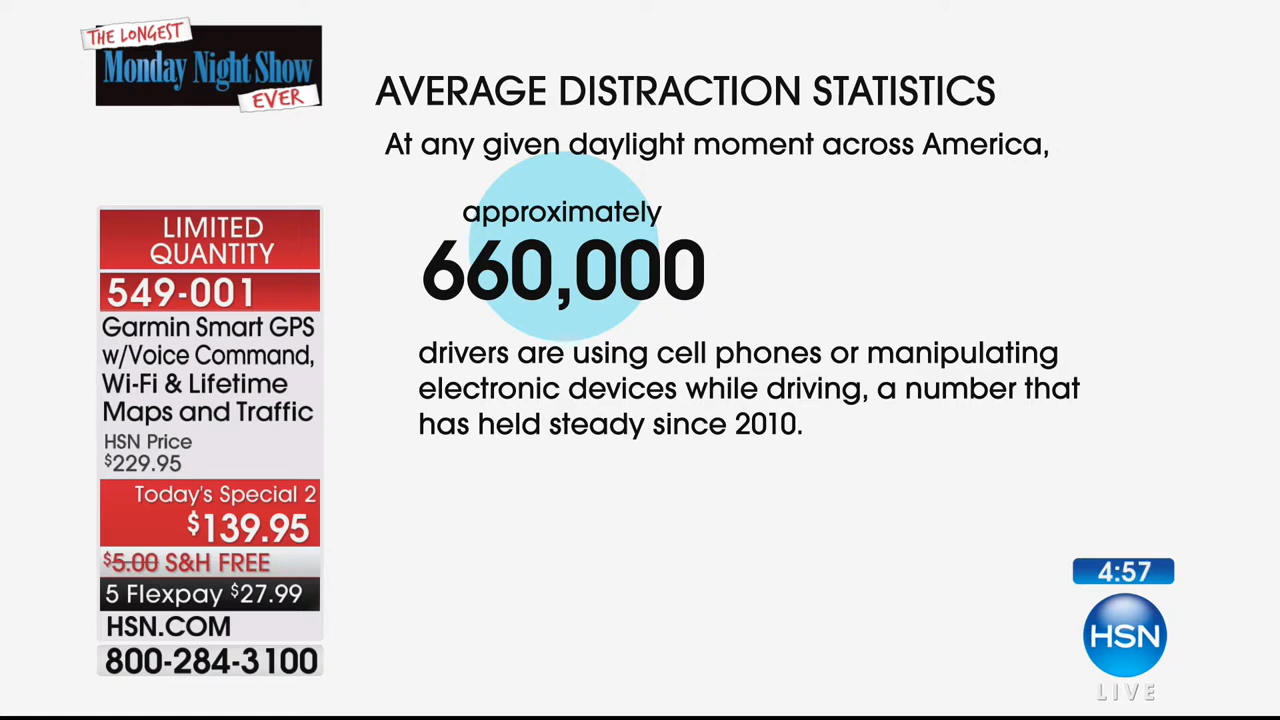 THE LONGEST
Monday Night Show
EVER
AVERAGE DISTRACTION STATISTICS
At any given daylight moment across America,
approximately
660,000
drivers are using cell phones or manipulating
electronic devices while driving, a number that
has held steady since 2010.
LIMITED
QUANTITY
549-001
Garmin Smart GPS
w/Voice Command,
Wi-Fi & Lifetime
Maps and Traffic
HSN Price
$229.95
Today's Special 2
$139.95
$5.00 S&H FREE
5 Flexpay $27.99
HSN.COM
800-284-3100
4:57
HSN
LIVE